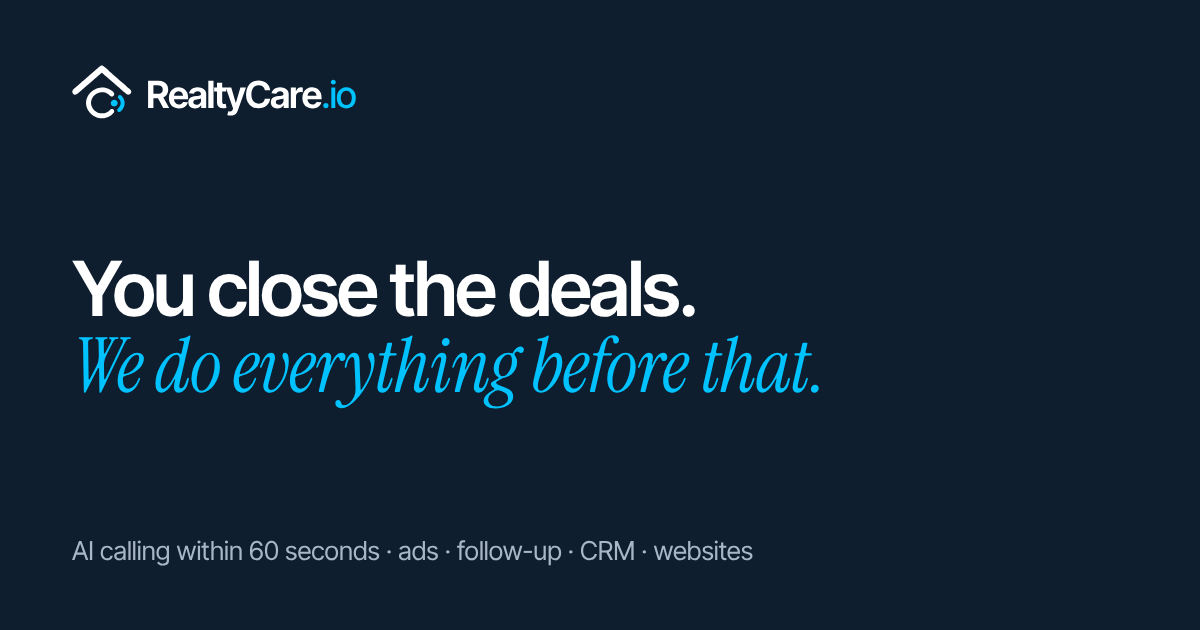 RealtyCare.io
You close the deals.
We do everything before that.
AI calling within 60 seconds · ads · follow-up · CRM · websites